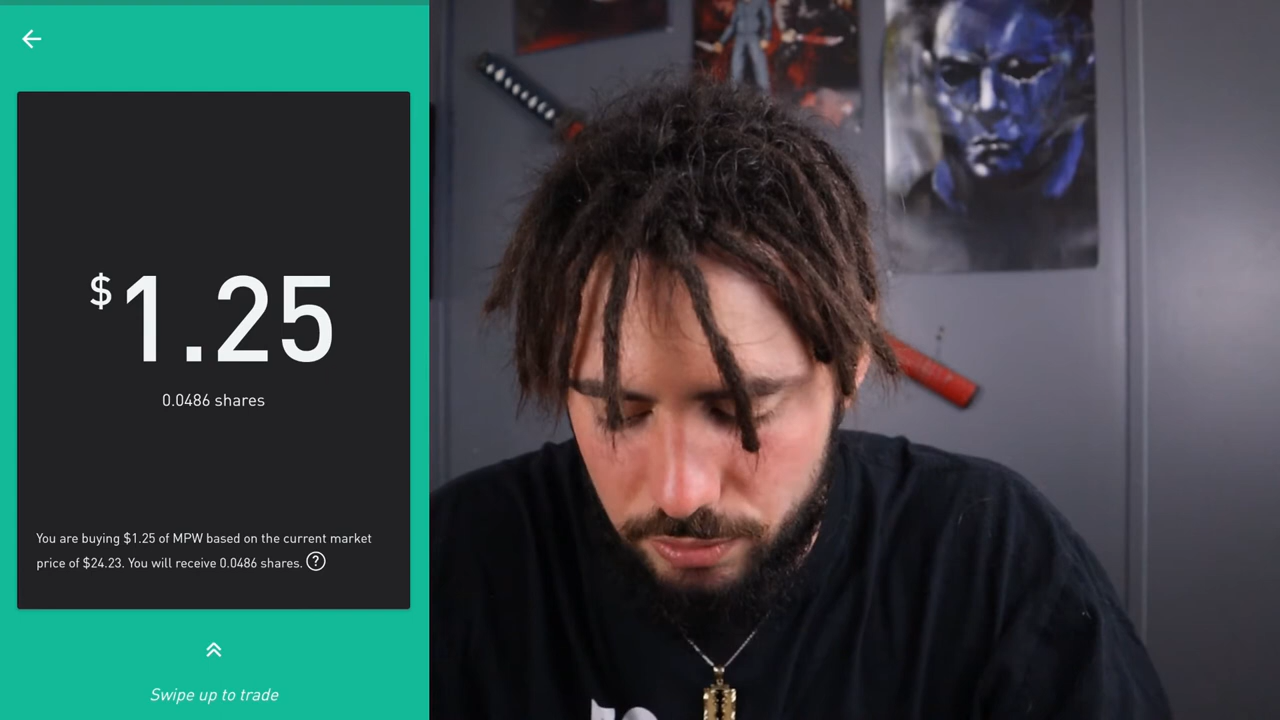 $1.25
0.0486 shares
You are buying $1.25 of MPW based on the current market
price of $24.23. You will receive 0.0486 shares. ?
Swipe up to trade